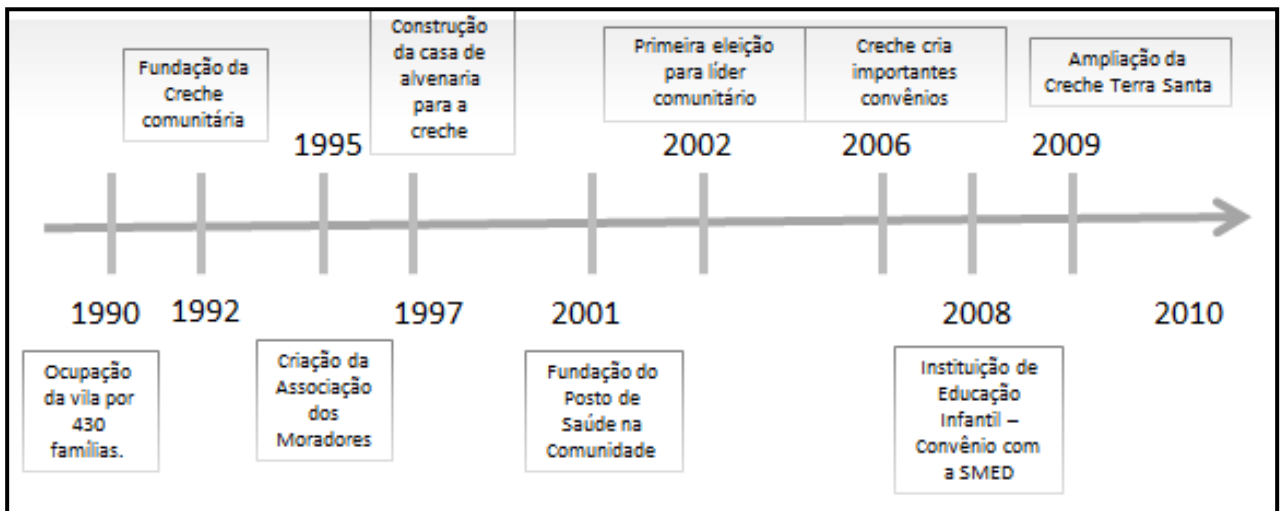 Construção
da casa de
alvenaria
para a
creche
Fundação da
Creche
comunitária
Primeira eleição
para líder
comunitário
Creche cria
importantes
convênios
Ampliação da
Creche Terra Santa
1995
2002
2006
2009
1990
1992
1997
2001
2008
2010
Ocupação
da vila por
430
famílias.
Criação da
Associação
dos
Moradores
Fundação do
Posto de
Saúde na
Comunidade
Instituição de
Educação
Infantil –
Convênio com
a SMED